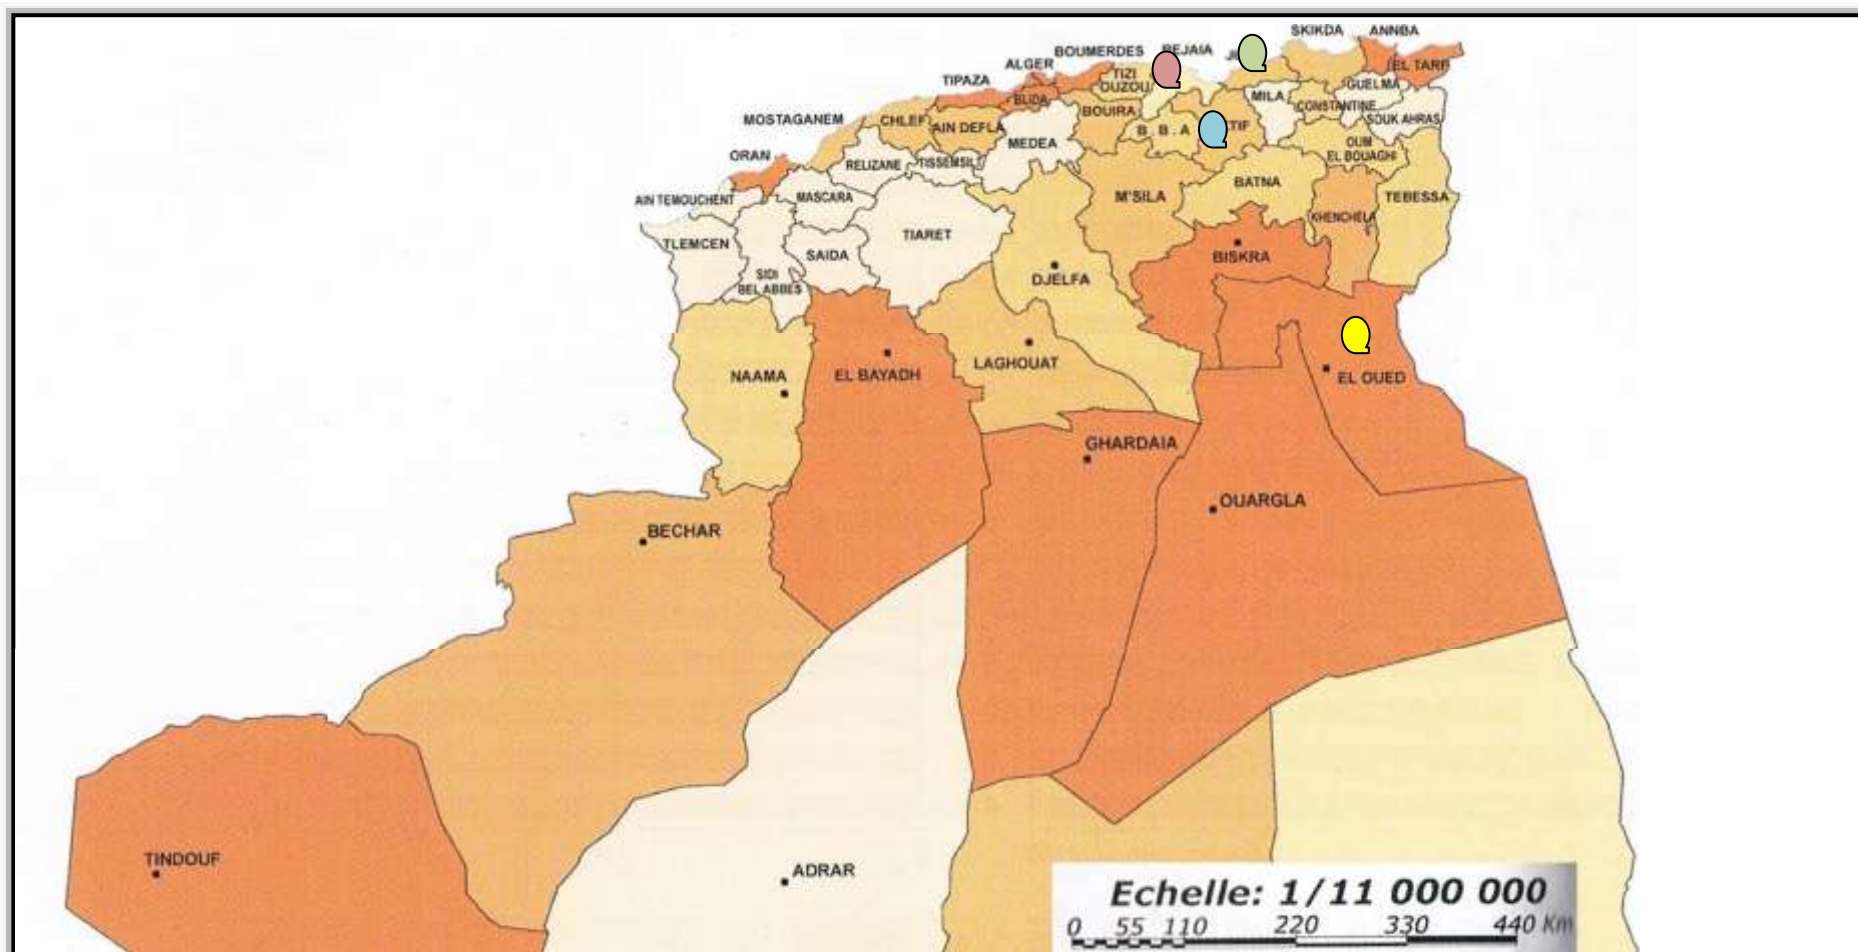 SKIKDA
ANNBA
BOUMERDES
BEJAIA
ALGER
EL TARF
TIPAZA
TIZI
OUZOU
GUELMA
BLIDA
MILA
CONSTANTINE
MOSTAGANEM
CHLEF
AIN DEFLA
BOUIRA
B . B . A
TIF
SOUK AHRAS
MEDEA
OUM
EL BOUAGHI
ORAN
RELIZANE
TISSEMSILT
BATNA
AIN TEMOUCHENT
MASCARA
M'SILA
TEBESSA
KHENCHELA
TLEMCEN
TIARET
SAIDA
BISKRA
SIDI
BEL ABBES
DJELFA
LAGHOUAT
NAAMA
EL BAYADH
EL OUED
GHARDAIA
OUARGLA
BECHAR
TINDOUF
ADRAR
Echelle: 1/11 000 000
0 55 110 220 330 440 Km